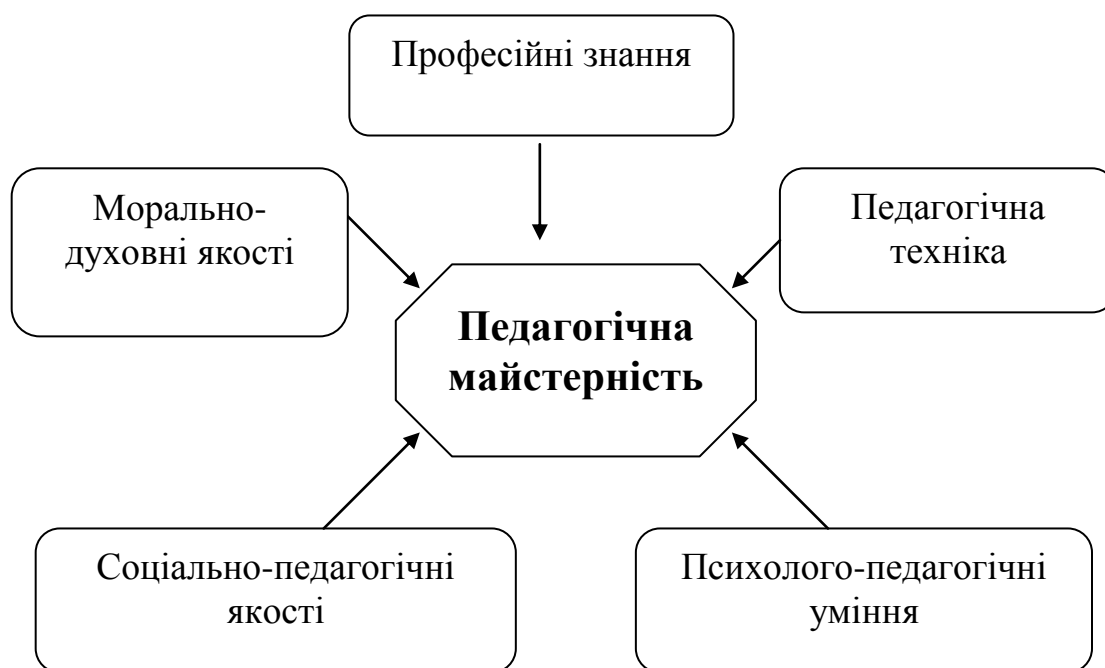 Професійні знання
Морально-
духовні якості
Педагогічна
техніка
Педагогічна
майстерність
Соціально-педагогічні
якості
Психолого-педагогічні
уміння